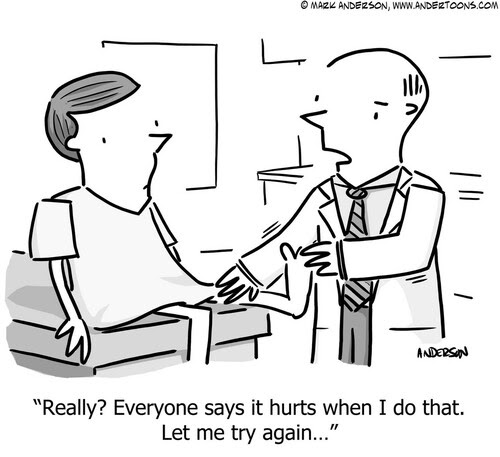 © MARK ANDERSON, WWW.ANDERTOONS.COM
ANDERSON
“Really? Everyone says it hurts when I do that.
Let me try again…”